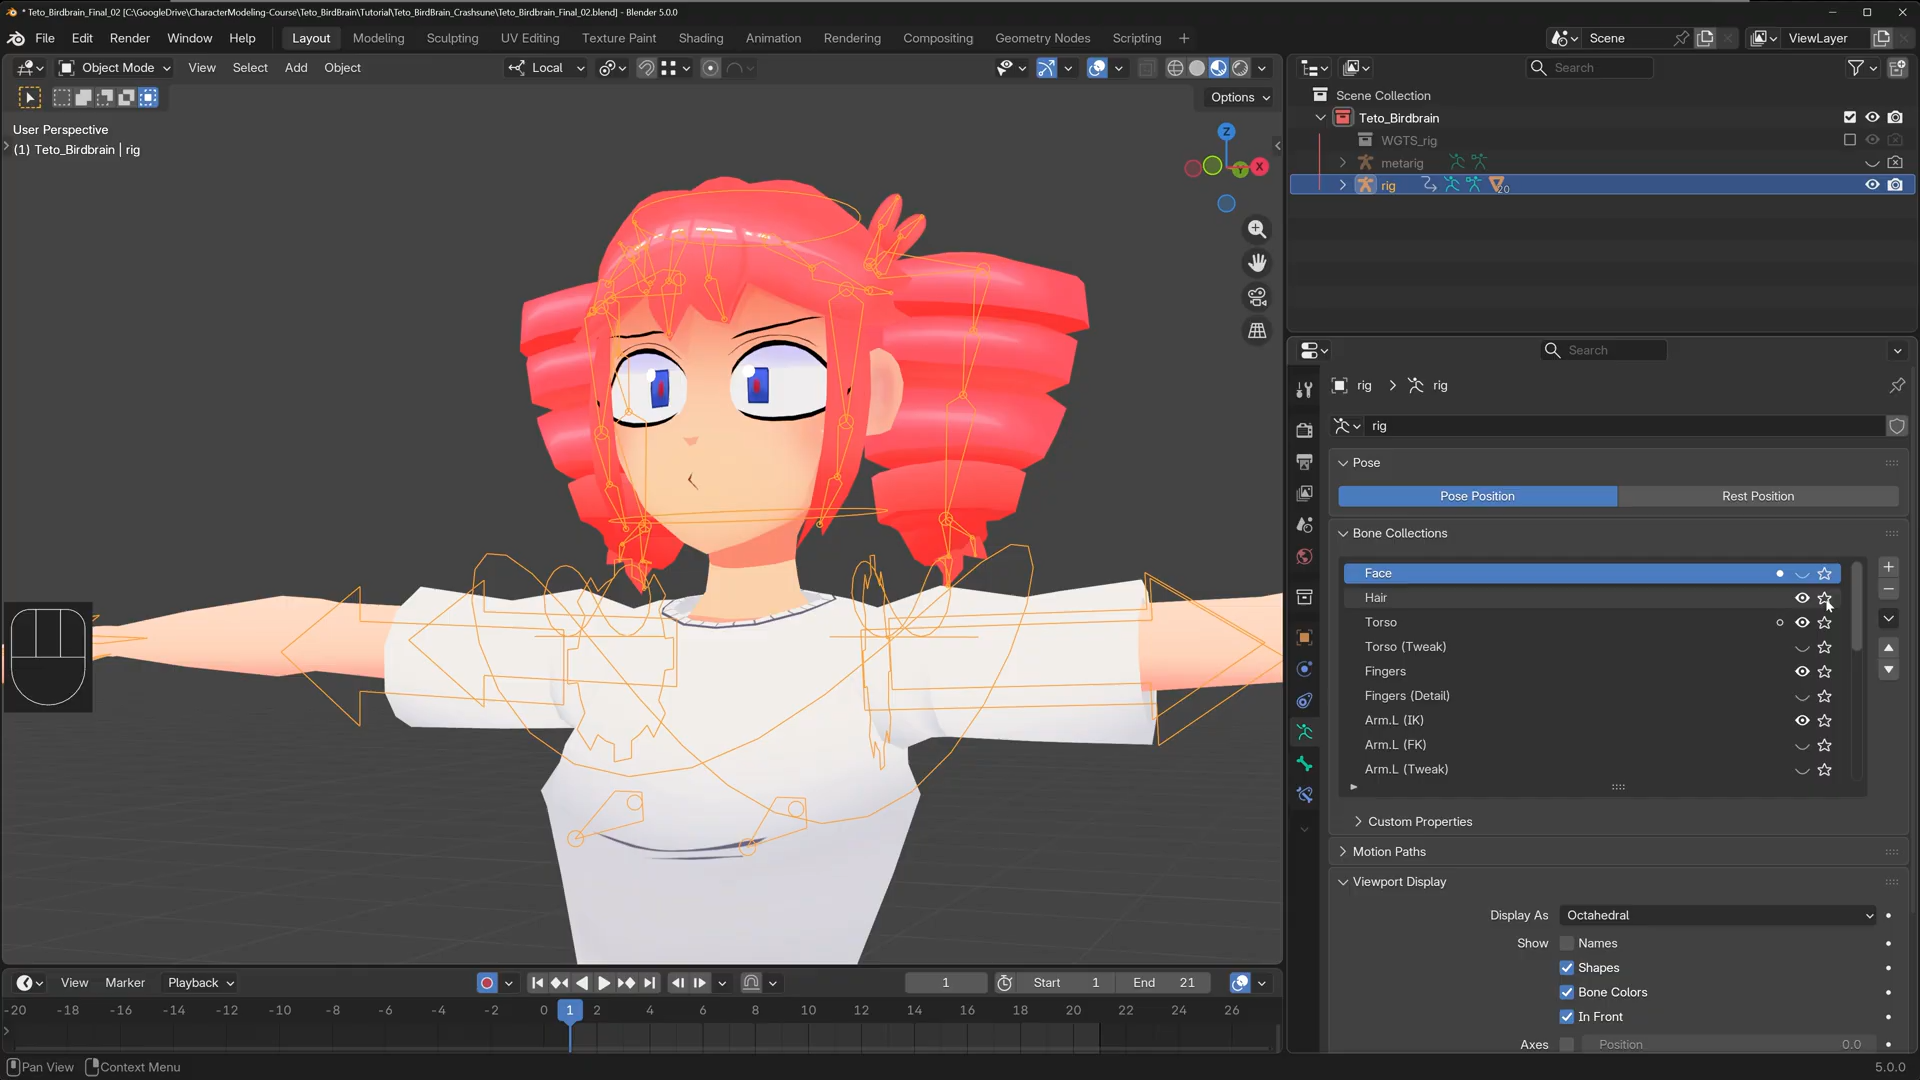 * Teto_Birdbrain_Final_02 [C:\GoogleDrive\CharacterModeling-Course\Teto_BirdBrain\Tutorial\Teto_BirdBrain_Crashsune\Teto_Birdbrain_Final_02.blend] - Blender 5.0.0
File Edit Render Window Help
Layout Modeling Sculpting UV Editing Texture Paint Shading Animation Rendering Compositing Geometry Nodes Scripting +
Scene
ViewLayer
Object Mode View Select Add Object
Local
Search
Options
User Perspective
(1) Teto_Birdbrain | rig
Z
X
Y
Scene Collection
Teto_Birdbrain
WGTS_rig
metarig
rig 20
Search
rig > rig
rig
Pose
Pose Position Rest Position
Bone Collections
Face
Hair
Torso
Torso (Tweak)
Fingers
Fingers (Detail)
Arm.L (IK)
Arm.L (FK)
Arm.L (Tweak)
Custom Properties
Motion Paths
Viewport Display
Display As Octahedral
Show Names
Shapes
Bone Colors
In Front
Axes Position 0.0
View Marker Playback
1 Start 1 End 21
-20 -18 -16 -14 -12 -10 -8 -6 -4 -2 0 1 2 4 6 8 10 12 14 16 18 20 22 24 26
Pan View Context Menu
5.0.0